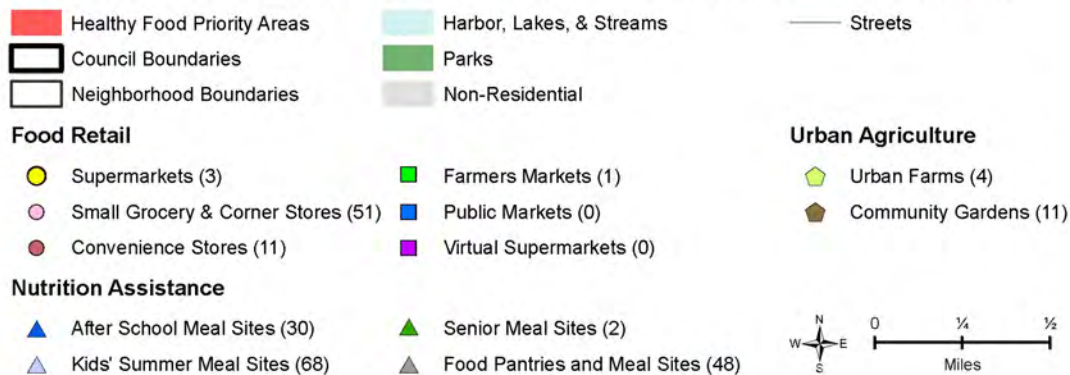 Healthy Food Priority Areas
Harbor, Lakes, & Streams
Streets
Council Boundaries
Parks
Neighborhood Boundaries
Non-Residential
Food Retail
Urban Agriculture
Supermarkets (3)
Farmers Markets (1)
Urban Farms (4)
Small Grocery & Corner Stores (51)
Public Markets (0)
Community Gardens (11)
Convenience Stores (11)
Virtual Supermarkets (0)
Nutrition Assistance
After School Meal Sites (30)
Senior Meal Sites (2)
Kids' Summer Meal Sites (68)
Food Pantries and Meal Sites (48)
N
W E
S
0 ¼ ½
Miles